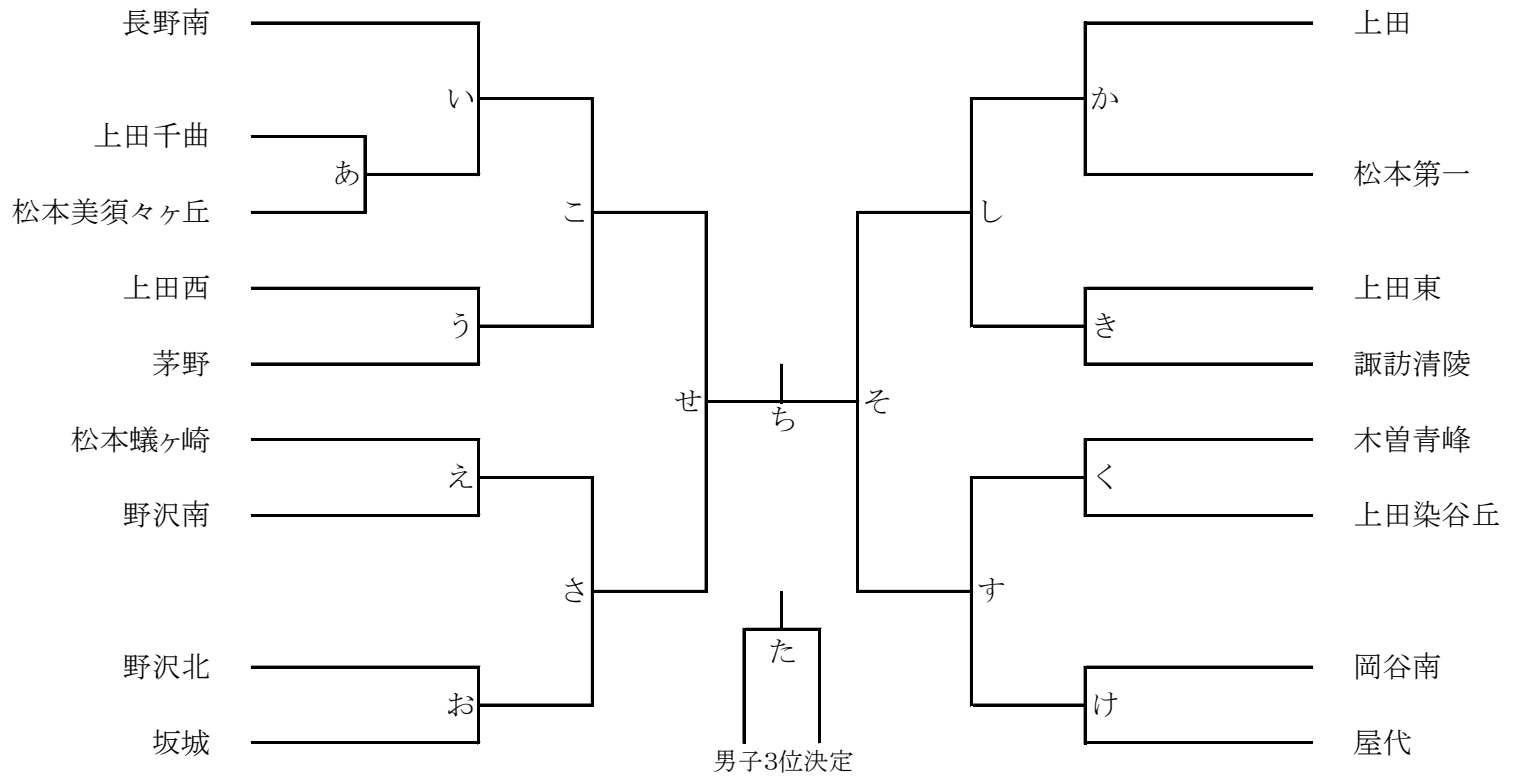 長野南
い
上田千曲
あ
松本美須々ヶ丘
こ
上田西
う
茅野
せ
松本蟻ヶ崎
え
野沢南
さ
野沢北
お
坂城
ち
た
男子3位決定
上田
か
松本第一
し
上田東
き
諏訪清陵
そ
木曽青峰
く
上田染谷丘
す
岡谷南
け
屋代